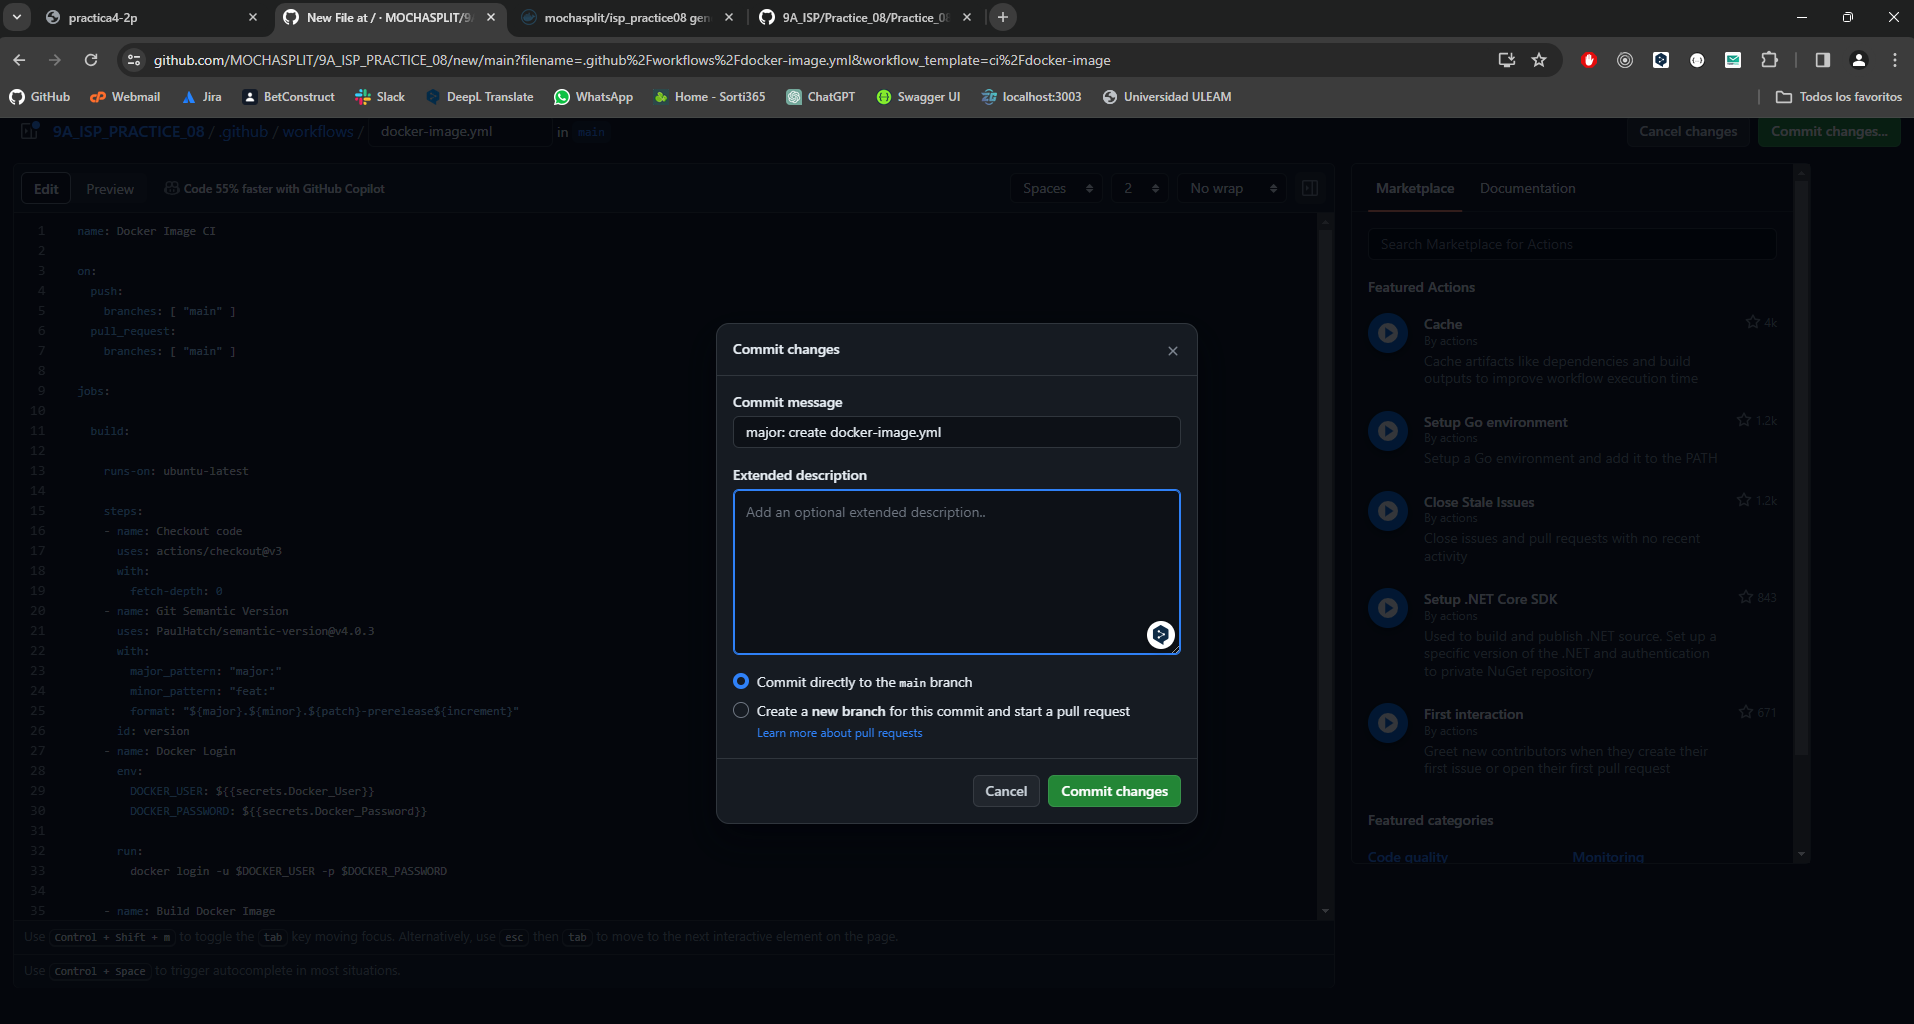 practica4-2p
New File at / · MOCHASPLIT/9
mochasplit/isp_practice08 gen
9A_ISP/Practice_08/Practice_08
github.com/MOCHASPLIT/9A_ISP_PRACTICE_08/new/main?filename=.github%2Fworkflows%2Fdocker-image.yml&workflow_template=ci%2Fdocker-image
GitHub
Webmail
Jira
BetConstruct
Slack
DeepL Translate
WhatsApp
Home - Sorti365
ChatGPT
Swagger UI
localhost:3003
Universidad ULEAM
Todos los favoritos
9A_ISP_PRACTICE_08 / .github / workflows / docker-image.yml in main
Cancel changes
Commit changes...
Edit
Preview
Code 55% faster with GitHub Copilot
Spaces
2
No wrap
1 name: Docker Image CI
2
3 on:
4 push:
5 branches: [ "main" ]
6 pull_request:
7 branches: [ "main" ]
8
9 jobs:
10
11 build:
12
13 runs-on: ubuntu-latest
14
15 steps:
16 - name: Checkout code
17 uses: actions/checkout@v3
18 with:
19 fetch-depth: 0
20 - name: Git Semantic Version
21 uses: PaulHatch/semantic-version@v4.0.3
22 with:
23 major_pattern: "major:"
24 minor_pattern: "feat:"
25 format: "${major}.${minor}.${patch}-prerelease${increment}"
26 id: version
27 - name: Docker Login
28 env:
29 DOCKER_USER: ${{secrets.Docker_User}}
30 DOCKER_PASSWORD: ${{secrets.Docker_Password}}
31
32 run:
33 docker login -u $DOCKER_USER -p $DOCKER_PASSWORD
34
35 - name: Build Docker Image
Use Control + Shift + m to toggle the tab key moving focus. Alternatively, use esc then tab to move to the next interactive element on the page.
Use Control + Space to trigger autocomplete in most situations.
Commit changes
Commit message
major: create docker-image.yml
Extended description
Add an optional extended description..
Commit directly to the main branch
Create a new branch for this commit and start a pull request
Learn more about pull requests
Cancel
Commit changes
Marketplace
Documentation
Search Marketplace for Actions
Featured Actions
Cache
4k
By actions
Cache artifacts like dependencies and build
outputs to improve workflow execution time
Setup Go environment
1.2k
By actions
Setup a Go environment and add it to the PATH
Close Stale Issues
1.2k
By actions
Close issues and pull requests with no recent
activity
Setup .NET Core SDK
843
By actions
Used to build and publish .NET source. Set up a
specific version of the .NET and authentication
to private NuGet repository
First interaction
671
By actions
Greet new contributors when they create their
first issue or open their first pull request
Featured categories
Code quality
Monitoring